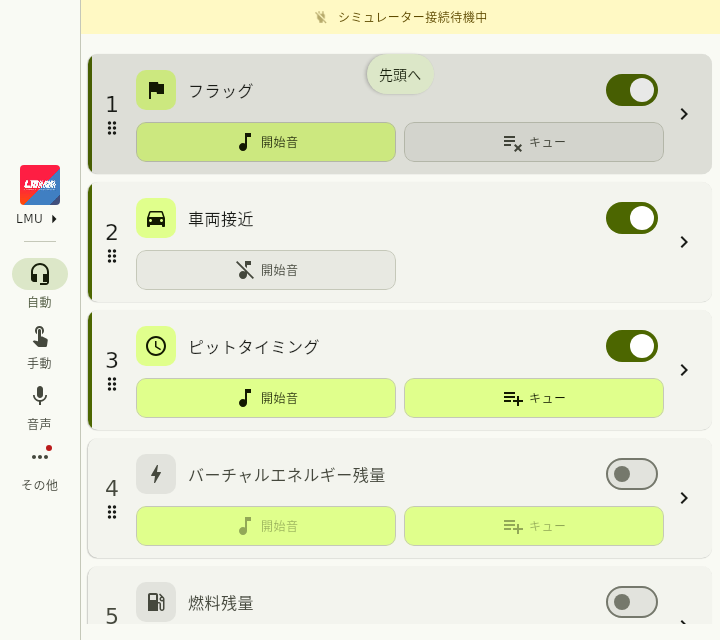 シミュレーター接続待機中
先頭へ
1
フラッグ
開始音
キュー
2
車両接近
開始音
3
ピットタイミング
開始音
キュー
4
バーチャルエネルギー残量
開始音
キュー
5
燃料残量
LMU
自動
手動
音声
その他